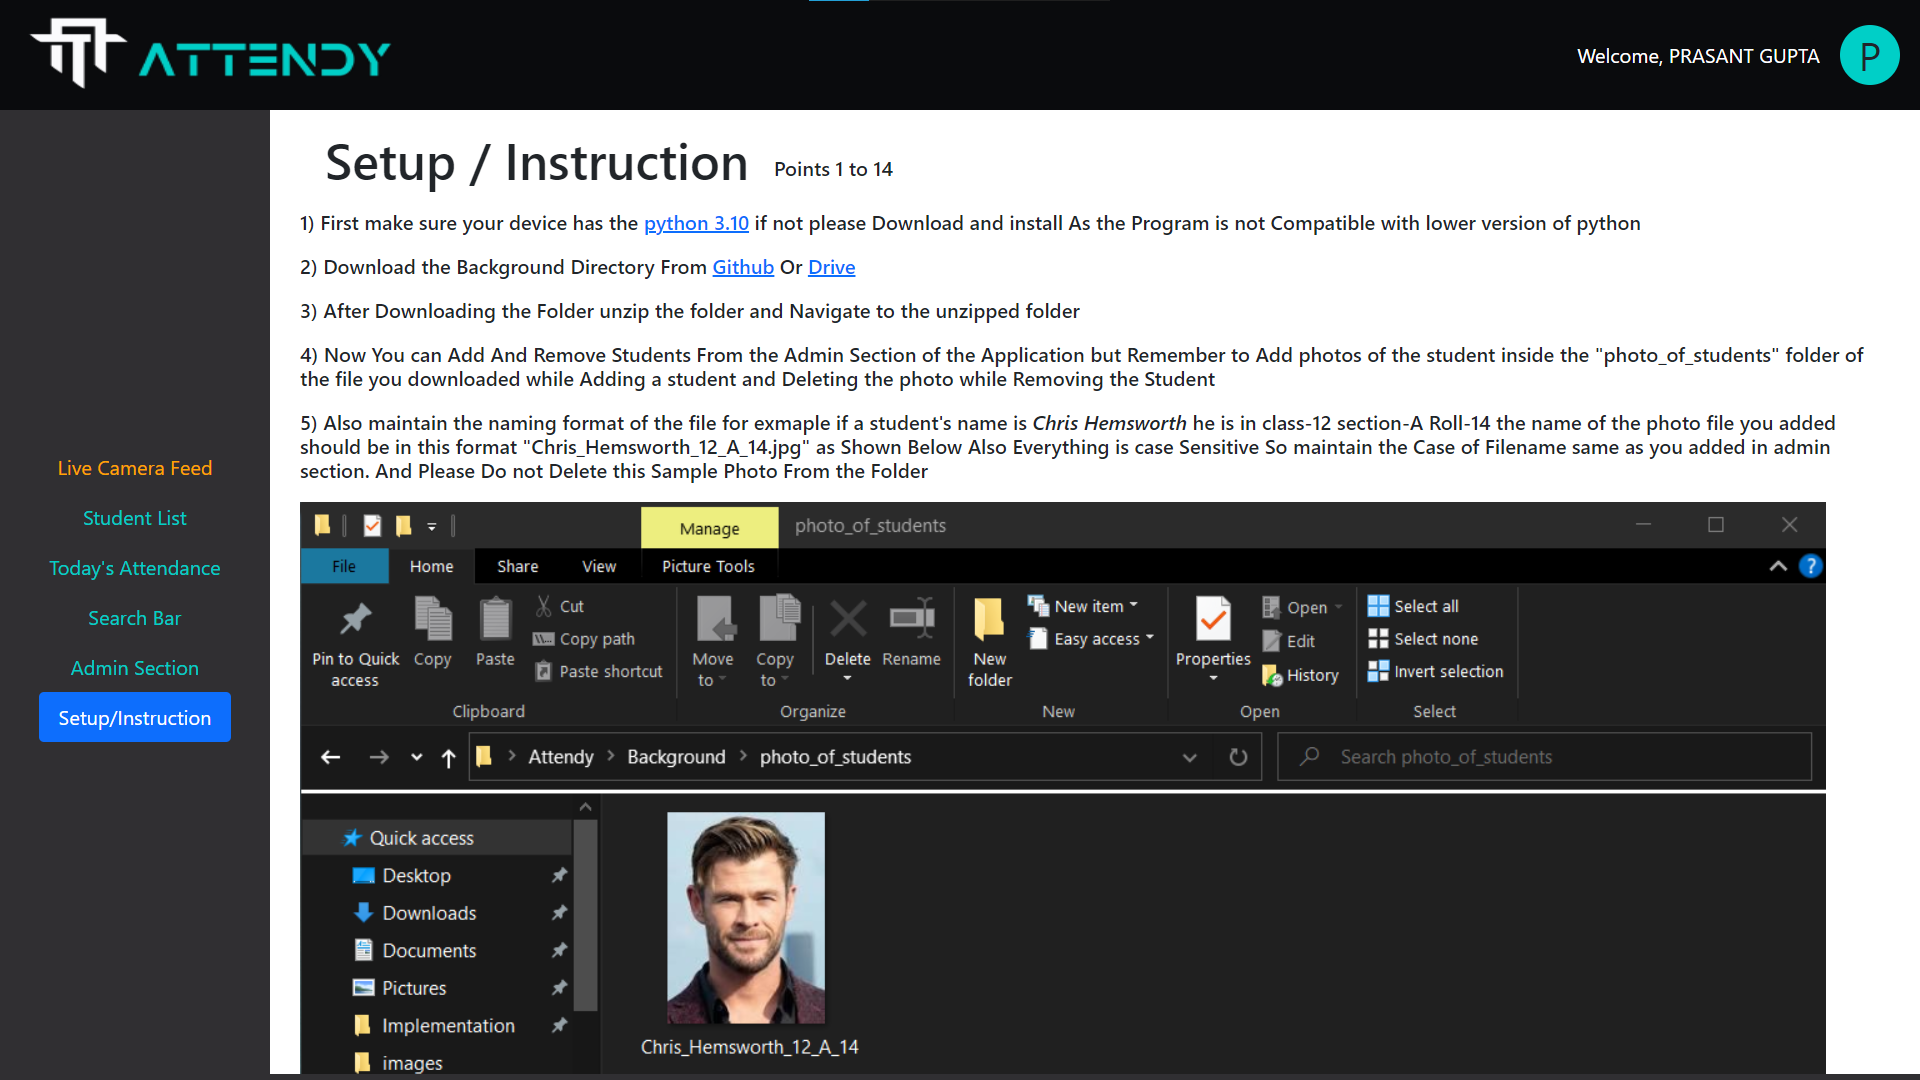 ATTENDY
Welcome, PRASANT GUPTA
P
Live Camera Feed
Student List
Today's Attendance
Search Bar
Admin Section
Setup/Instruction
Setup / Instruction
Points 1 to 14
1) First make sure your device has the python 3.10 if not please Download and install As the Program is not Compatible with lower version of python
2) Download the Background Directory From Github Or Drive
3) After Downloading the Folder unzip the folder and Navigate to the unzipped folder
4) Now You can Add And Remove Students From the Admin Section of the Application but Remember to Add photos of the student inside the "photo_of_students" folder of
the file you downloaded while Adding a student and Deleting the photo while Removing the Student
5) Also maintain the naming format of the file for exmaple if a student's name is Chris Hemsworth he is in class-12 section-A Roll-14 the name of the photo file you added
should be in this format "Chris_Hemsworth_12_A_14.jpg" as Shown Below Also Everything is case Sensitive So maintain the Case of Filename same as you added in admin
section. And Please Do not Delete this Sample Photo From the Folder
Manage
photo_of_students
File
Home
Share
View
Picture Tools
?
Pin to Quick
access
Copy
Paste
Cut
Copy path
Paste shortcut
Clipboard
Move
to
Copy
to
Delete
Rename
Organize
New
folder
New item
Easy access
New
Properties
Open
Edit
History
Open
Select all
Select none
Invert selection
Select
Attendy > Background > photo_of_students
Search photo_of_students
Quick access
Desktop
Downloads
Documents
Pictures
Implementation
images
Chris_Hemsworth_12_A_14